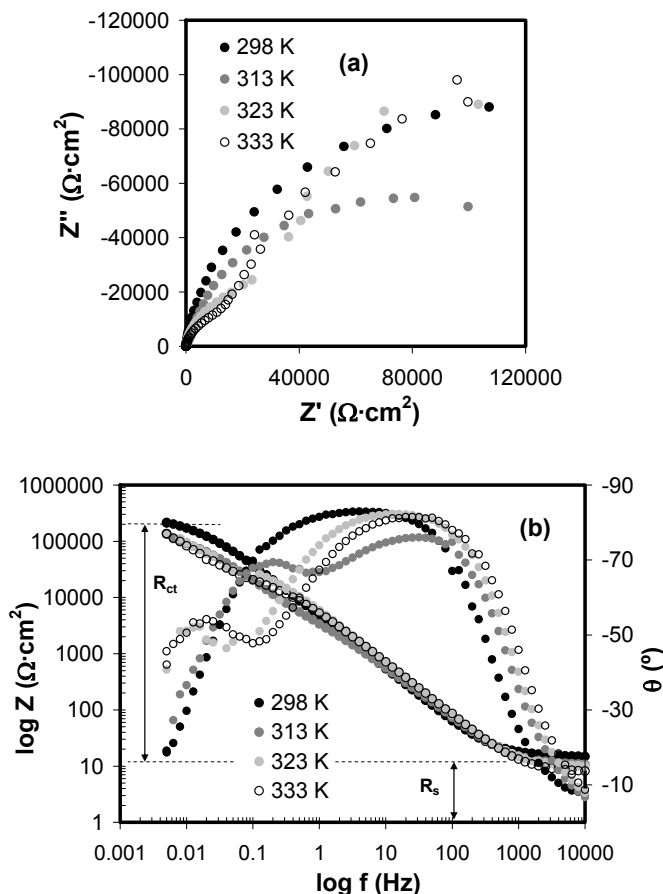 -120000
-100000
-80000
-60000
-40000
-20000
0
Z'' (Ω·cm²)
298 K
313 K
323 K
333 K
(a)
0 40000 80000 120000
Z' (Ω·cm²)
1000000
100000
10000
1000
100
10
1
log Z (Ω·cm²)
-90
-70
-50
-30
-10
θ (º)
(b)
R_ct
298 K
313 K
323 K
333 K
R_s
0.001 0.01 0.1 1 10 100 1000 10000
log f (Hz)